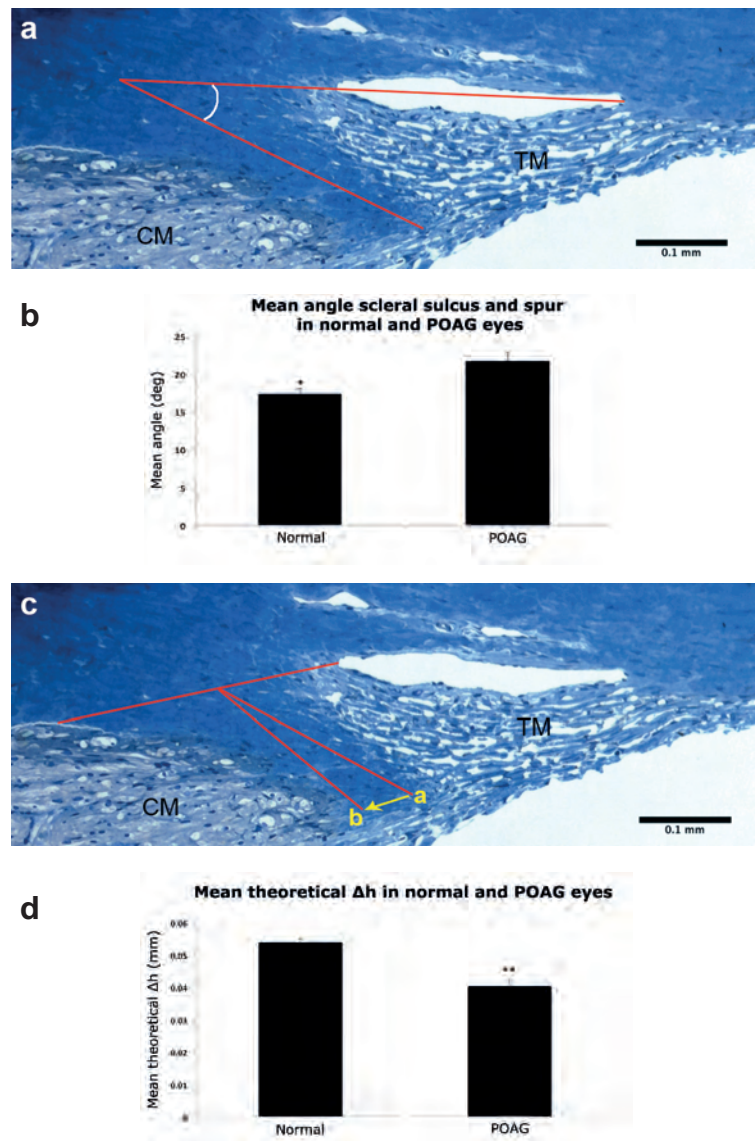 a
TM
CM
0.1 mm
b
Mean angle scleral sulcus and spur
in normal and POAG eyes
Mean angle (deg)
25
20
15
10
5
0
*
Normal
POAG
c
TM
CM
a
b
0.1 mm
d
Mean theoretical Δh in normal and POAG eyes
Mean theoretical Δh (mm)
0.06
0.05
0.04
0.03
0.02
0.01
0
**
Normal
POAG